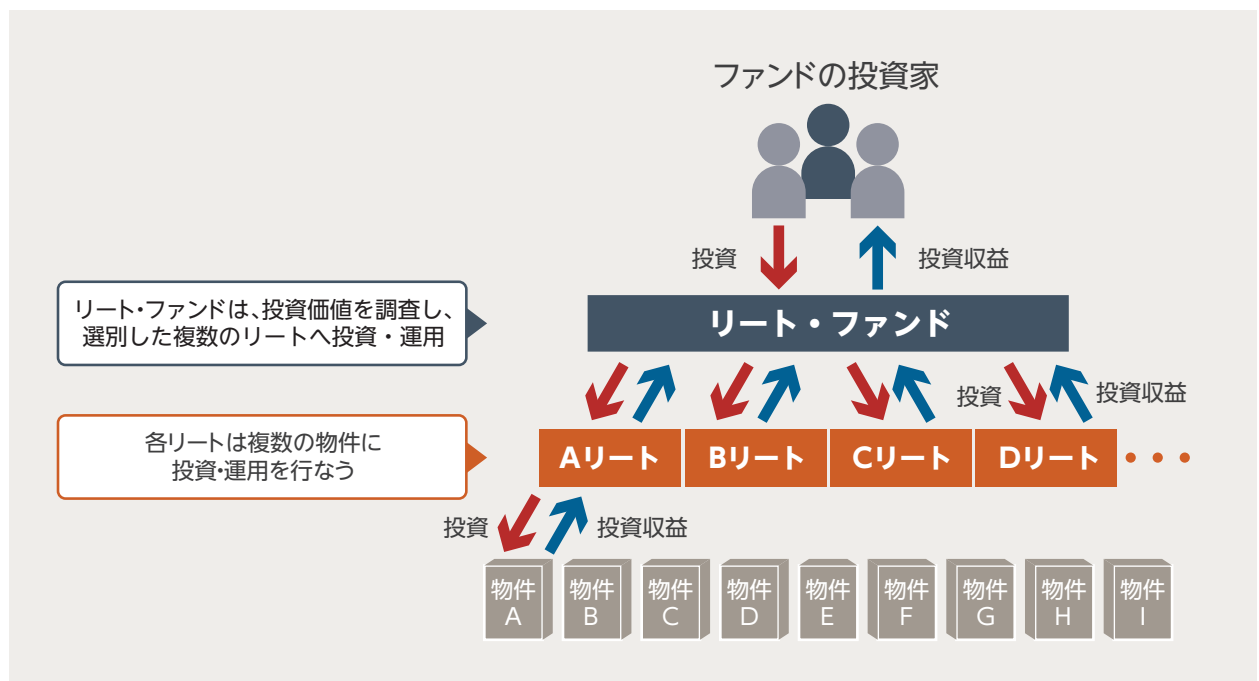 ファンドの投資家
投資
投資収益
リート・ファンドは、投資価値を調査し、
選別した複数のリートへ投資・運用
リート・ファンド
投資
投資収益
各リートは複数の物件に
投資・運用を行なう
Aリート
Bリート
Cリート
Dリート
・・・
投資
投資収益
物件
A
物件
B
物件
C
物件
D
物件
E
物件
F
物件
G
物件
H
物件
I